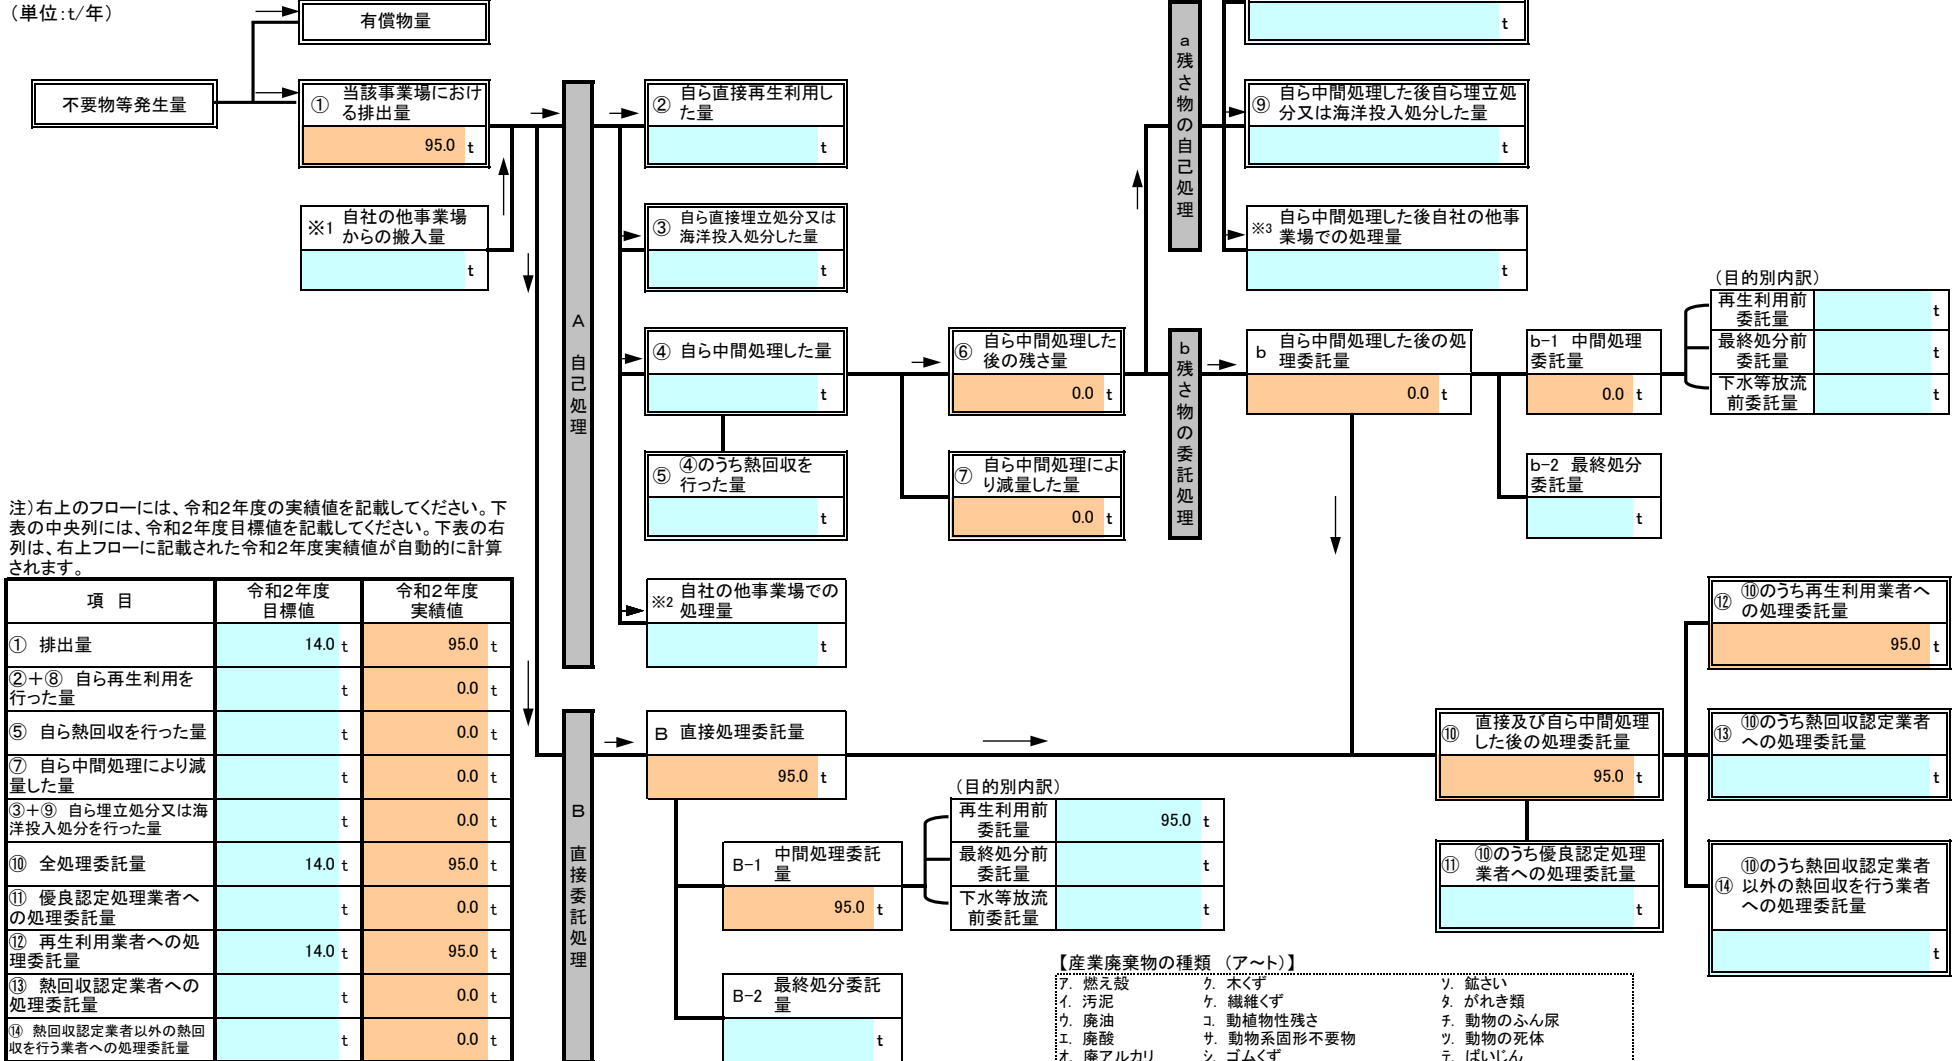 (単位:t/年)
有償物量
不要物等発生量
① 当該事業場におけ
る排出量
95.0 t
※1 自社の他事業場
からの搬入量
t
A 自己処理
② 自ら直接再生利用し
た量
t
③ 自ら直接埋立処分又は
海洋投入処分した量
t
④ 自ら中間処理した量
t
⑤ ④のうち熱回収を
行った量
t
※2 自社の他事業場での
処理量
t
⑥ 自ら中間処理した
後の残さ量
0.0 t
⑦ 自ら中間処理によ
り減量した量
0.0 t
a 残さ物の自己処理
t
⑨ 自ら中間処理した後自ら埋立処
分又は海洋投入処分した量
t
※3 自ら中間処理した後自社の他事
業場での処理量
t
b 残さ物の委託処理
b 自ら中間処理した後の処
理委託量
0.0 t
b-1 中間処理
委託量
0.0 t
b-2 最終処分
委託量
t
(目的別内訳)
再生利用前
委託量
t
最終処分前
委託量
t
下水等放流
前委託量
t
注)右上のフローには、令和2年度の実績値を記載してください。下
表の中央列には、令和2年度目標値を記載してください。下表の右
列は、右上フローに記載された令和2年度実績値が自動的に計算
されます。
項 目 令和2年度 目標値 令和2年度 実績値
① 排出量 14.0 t 95.0 t
②+⑧ 自ら再生利用を
行った量 t 0.0 t
⑤ 自ら熱回収を行った量 t 0.0 t
⑦ 自ら中間処理により減
量した量 t 0.0 t
③+⑨ 自ら埋立処分又は海
洋投入処分を行った量 t 0.0 t
⑩ 全処理委託量 14.0 t 95.0 t
⑪ 優良認定処理業者へ
の処理委託量 t 0.0 t
⑫ 再生利用業者への処
理委託量 14.0 t 95.0 t
⑬ 熱回収認定業者への
処理委託量 t 0.0 t
⑭ 熱回収認定業者以外の熱回
収を行う業者への処理委託量 t 0.0 t
B 直接委託処理
B 直接処理委託量
95.0 t
B-1 中間処理委託
量
95.0 t
B-2 最終処分委託
量
t
(目的別内訳)
再生利用前
委託量
95.0 t
最終処分前
委託量
t
下水等放流
前委託量
t
⑩ 直接及び自ら中間処理
した後の処理委託量
95.0 t
⑪ ⑩のうち優良認定処理
業者への処理委託量
t
⑫ ⑩のうち再生利用業者へ
の処理委託量
95.0 t
⑬ ⑩のうち熱回収認定業者
への処理委託量
t
⑭ ⑩のうち熱回収認定業者
以外の熱回収を行う業者
への処理委託量
t
【産業廃棄物の種類 (ア~ト)】
ア. 燃え殻 ク. 木くず ソ. 鉱さい
イ. 汚泥 ケ. 繊維くず タ. がれき類
ウ. 廃油 コ. 動植物性残さ チ. 動物のふん尿
エ. 廃酸 サ. 動物系固形不要物 ツ. 動物の死体
オ. 廃アルカリ シ. ゴムくず テ. ばいじん